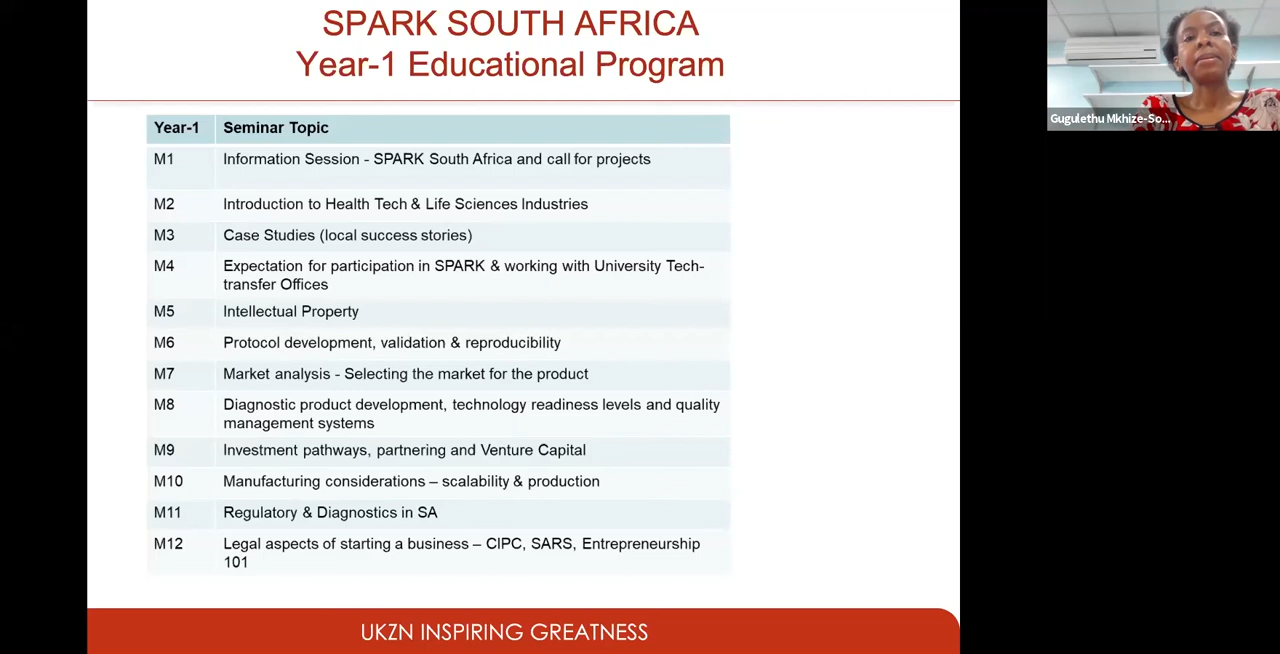 SPARK SOUTH AFRICA
Year-1 Educational Program
Year-1 Seminar Topic
M1 Information Session - SPARK South Africa and call for projects
M2 Introduction to Health Tech & Life Sciences Industries
M3 Case Studies (local success stories)
M4 Expectation for participation in SPARK & working with University Tech-
transfer Offices
M5 Intellectual Property
M6 Protocol development, validation & reproducibility
M7 Market analysis - Selecting the market for the product
M8 Diagnostic product development, technology readiness levels and quality
management systems
M9 Investment pathways, partnering and Venture Capital
M10 Manufacturing considerations – scalability & production
M11 Regulatory & Diagnostics in SA
M12 Legal aspects of starting a business – CIPC, SARS, Entrepreneurship
101
UKZN INSPIRING GREATNESS
Gugulethu Mkhize-So...